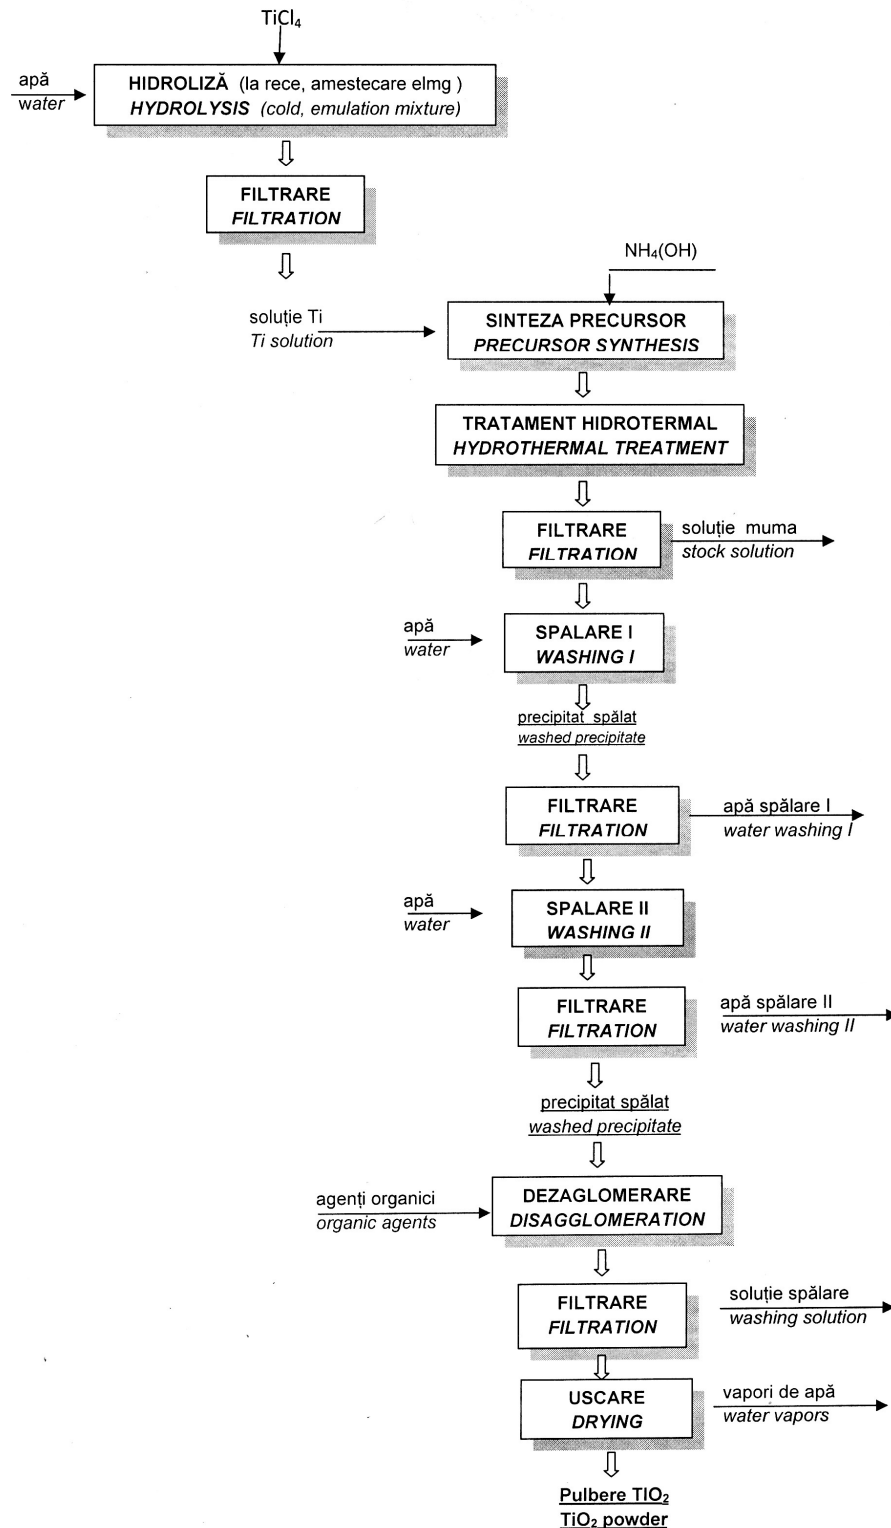 TiCl₄
apă
water
HIDROLIZĂ (la rece, amestecare elmg )
HYDROLYSIS (cold, emulation mixture)
FILTRARE
FILTRATION
NH₄(OH)
soluție Ti
Ti solution
SINTEZA PRECURSOR
PRECURSOR SYNTHESIS
TRATAMENT HIDROTERMAL
HYDROTHERMAL TREATMENT
FILTRARE
FILTRATION
soluție muma
stock solution
apă
water
SPALARE I
WASHING I
precipitat spălat
washed precipitate
FILTRARE
FILTRATION
apă spălare I
water washing I
apă
water
SPALARE II
WASHING II
FILTRARE
FILTRATION
apă spălare II
water washing II
precipitat spălat
washed precipitate
agenți organici
organic agents
DEZAGLOMERARE
DISAGGLOMERATION
FILTRARE
FILTRATION
soluție spălare
washing solution
USCARE
DRYING
vapori de apă
water vapors
Pulbere TIO₂
TiO₂ powder